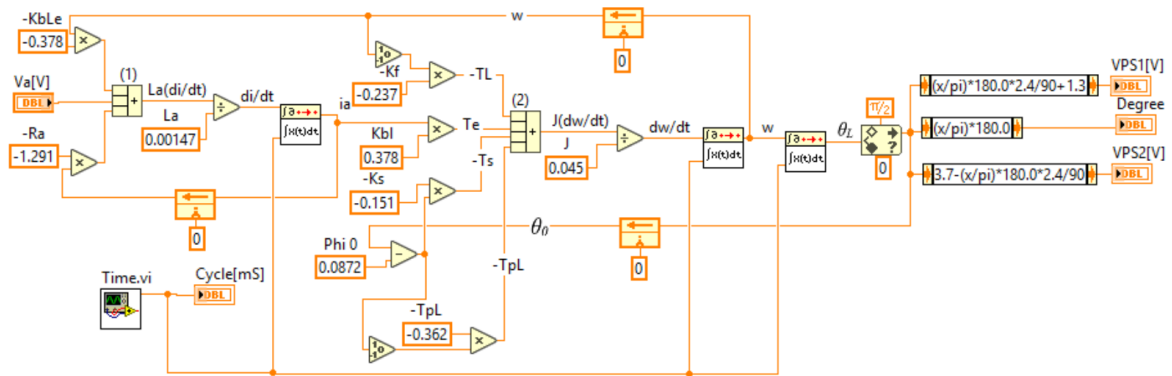 -KbLe
-0.378
Va[V]
DBL
-Ra
-1.291
(1)
La(di/dt)
La
0.00147
di/dt
∫x(t)dt
ia
0
w
0
-Kf
-0.237
-TL
KbI
0.378
Te
-Ks
-0.151
-Ts
(2)
J(dw/dt)
J
0.045
dw/dt
∫x(t)dt
w
∫x(t)dt
θL
π/2
?
0
(x/pi)*180.0*2.4/90+1.3
VPS1[V]
DBL
(x/pi)*180.0
Degree
DBL
3.7-(x/pi)*180.0*2.4/90
VPS2[V]
DBL
Phi 0
0.0872
θ0
0
-TpL
-TpL
-0.362
Time.vi
Cycle[mS]
DBL